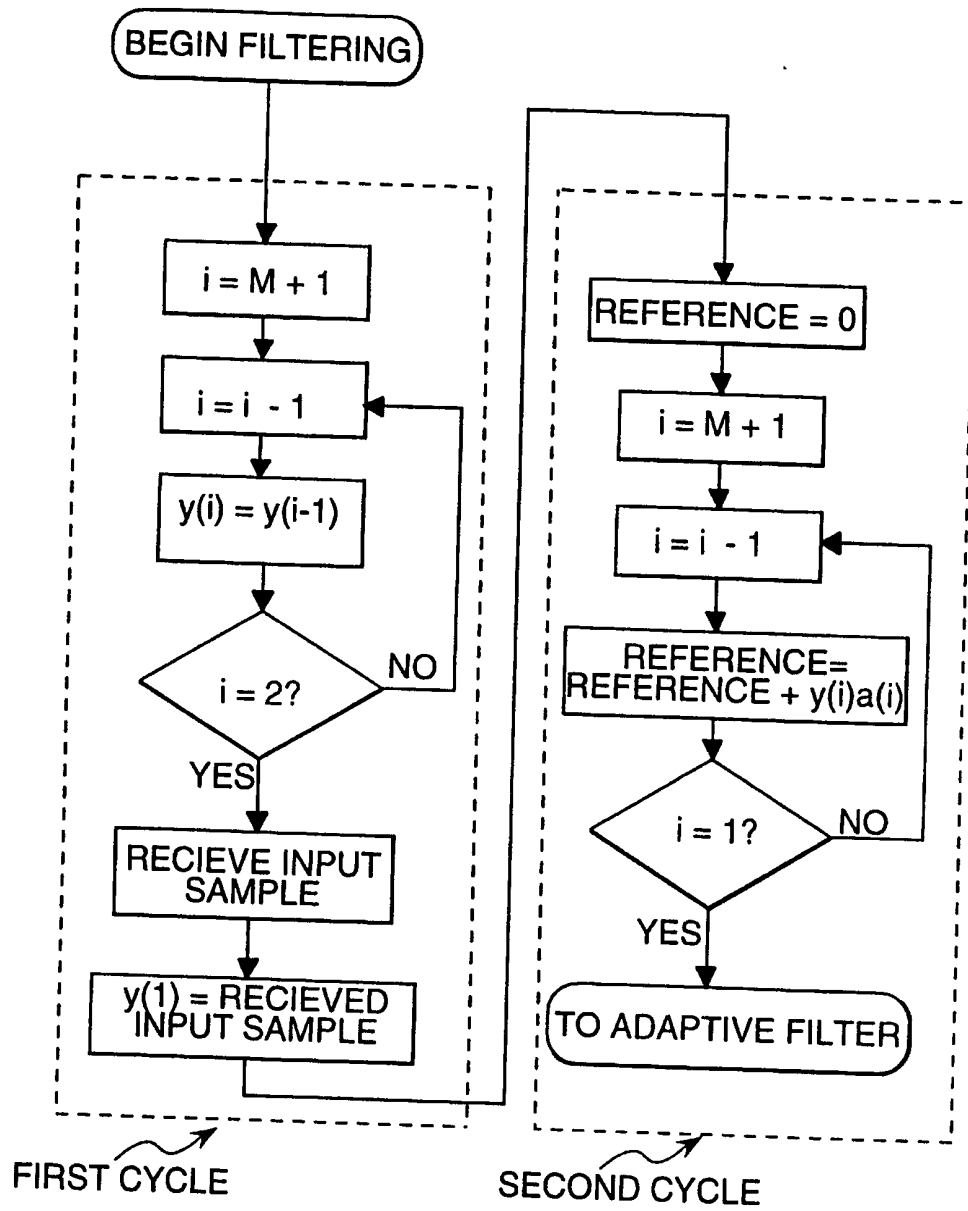 BEGIN FILTERING
i = M + 1
i = i - 1
y(i) = y(i-1)
i = 2?
NO
YES
RECIEVE INPUT
SAMPLE
y(1) = RECIEVED
INPUT SAMPLE
FIRST CYCLE
REFERENCE = 0
i = M + 1
i = i - 1
REFERENCE=
REFERENCE + y(i)a(i)
i = 1?
NO
YES
TO ADAPTIVE FILTER
SECOND CYCLE